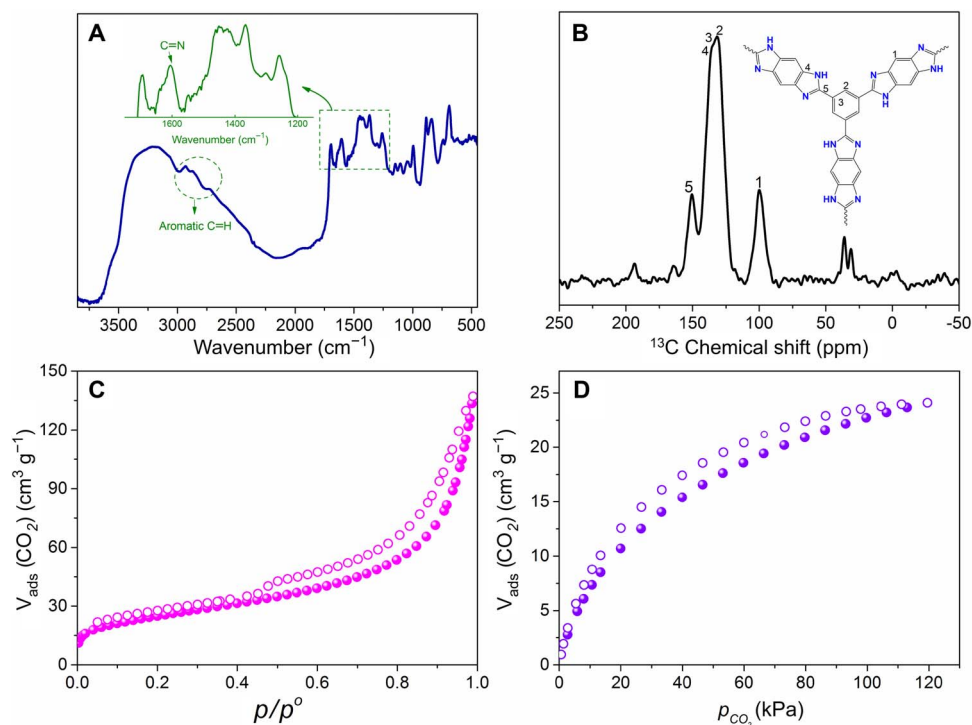 A
C=N
1600
1400
1200
Wavenumber (cm⁻¹)
Aromatic C=H
3500
3000
2500
2000
1500
1000
500
Wavenumber (cm⁻¹)
B
3 2
4
5
1
H
N
N
N
NH
4
5
N
2
3
N
N
H
1
N
N
H
HN
N
NH
N
250
200
150
100
50
0
-50
¹³C Chemical shift (ppm)
C
150
120
90
60
30
0
V_ads (CO₂) (cm³ g⁻¹)
0.0
0.2
0.4
0.6
0.8
1.0
p/p°
D
25
20
15
10
5
0
V_ads (CO₂) (cm³ g⁻¹)
0
20
40
60
80
100
120
p_CO₂ (kPa)